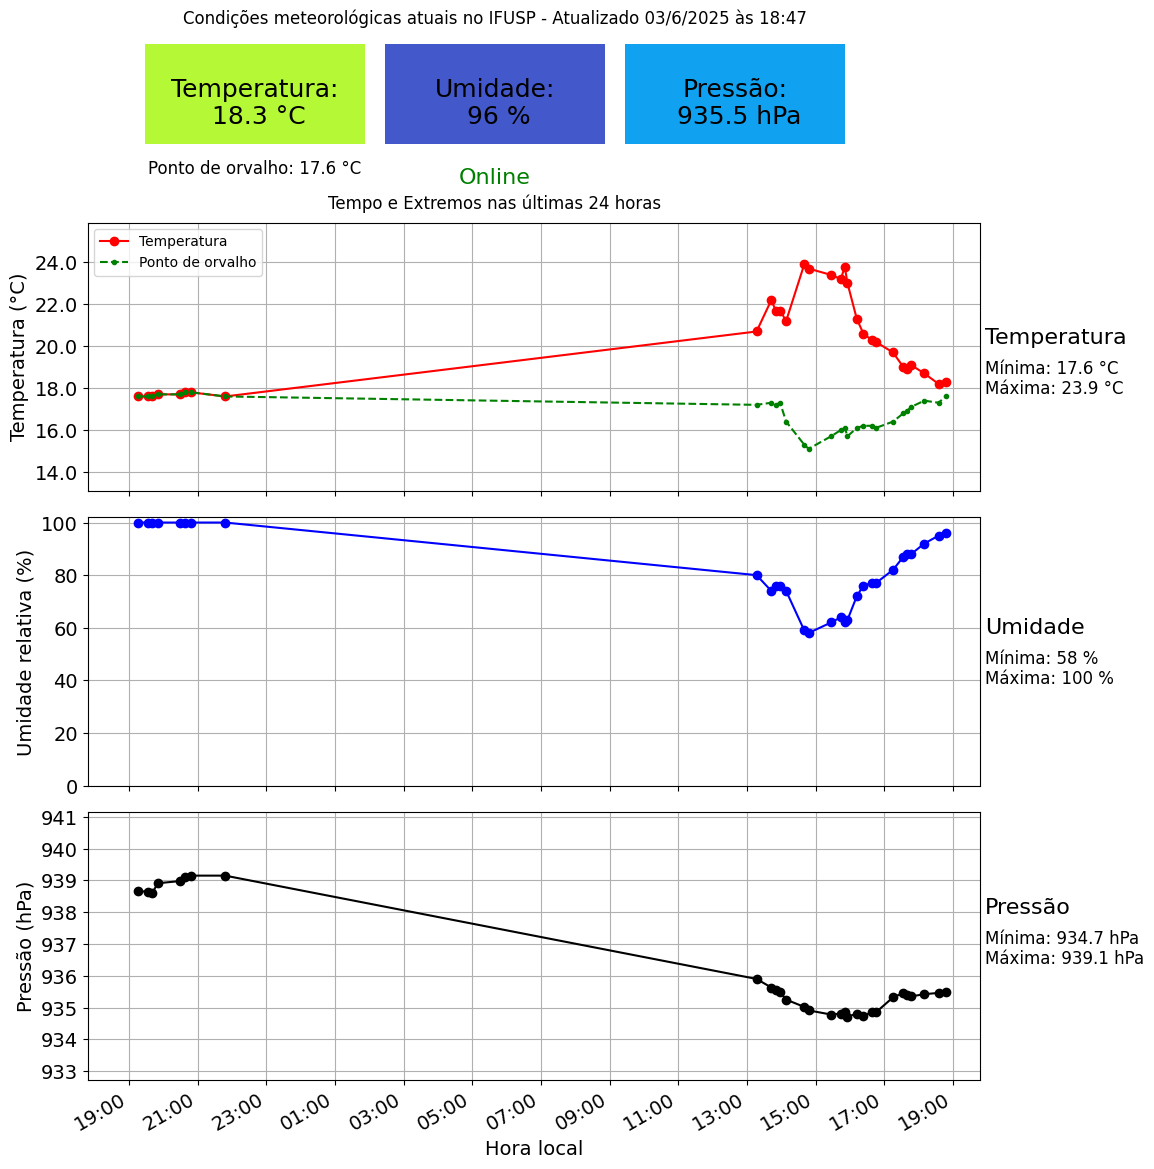 Condições meteorológicas atuais no IFUSP - Atualizado 03/6/2025 às 18:47
Temperatura:
18.3 °C
Umidade:
96 %
Pressão:
935.5 hPa
Ponto de orvalho: 17.6 °C
Online
Tempo e Extremos nas últimas 24 horas
Temperatura
Ponto de orvalho
Temperatura (°C)
24.0
22.0
20.0
18.0
16.0
14.0
Temperatura
Mínima: 17.6 °C
Máxima: 23.9 °C
Umidade relativa (%)
100
80
60
40
20
0
Umidade
Mínima: 58 %
Máxima: 100 %
Pressão (hPa)
941
940
939
938
937
936
935
934
933
Pressão
Mínima: 934.7 hPa
Máxima: 939.1 hPa
19:00
21:00
23:00
01:00
03:00
05:00
07:00
09:00
11:00
13:00
15:00
17:00
19:00
Hora local